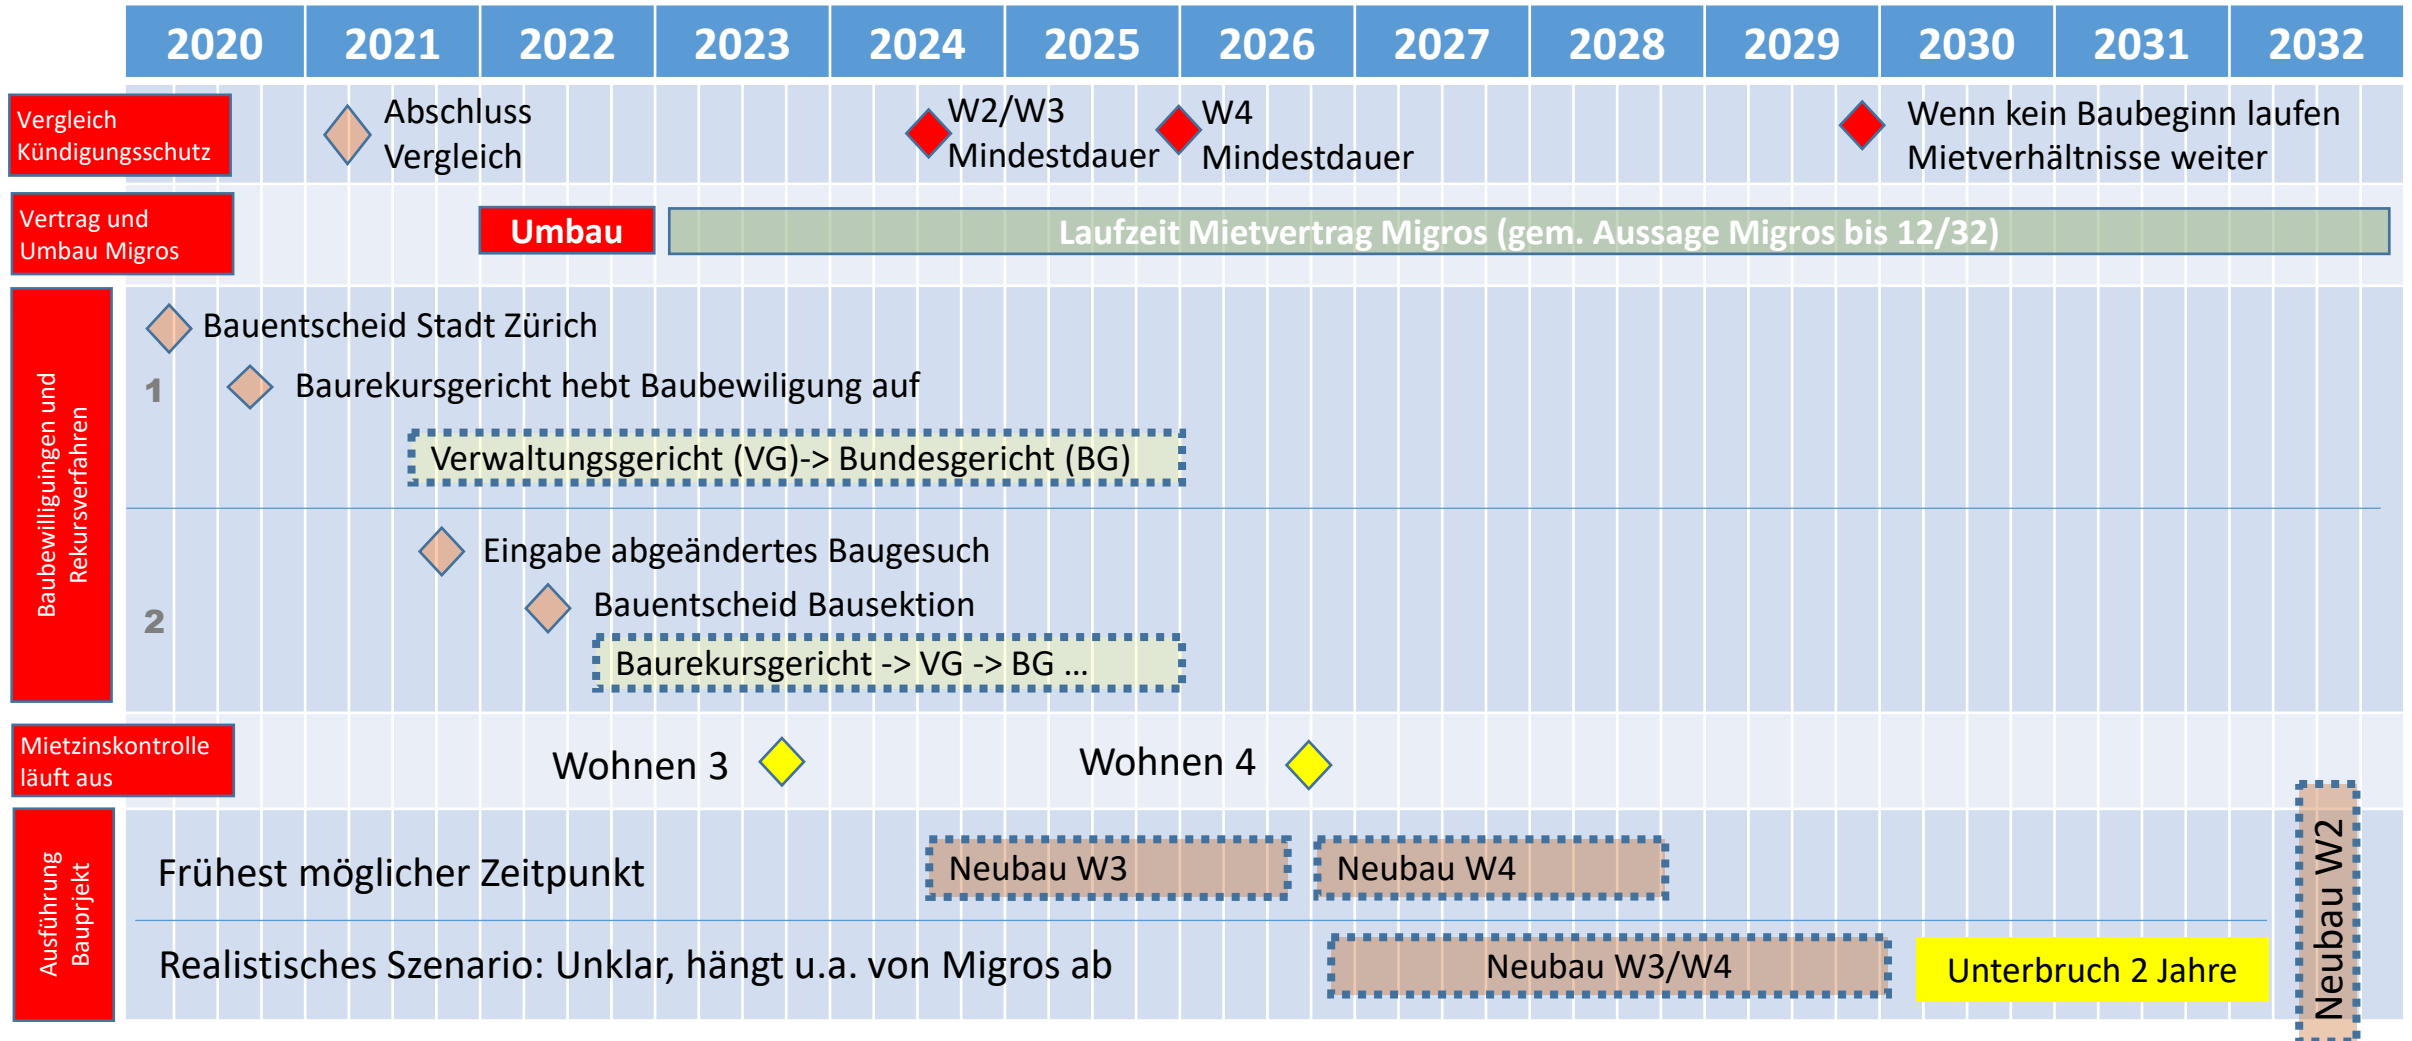 2020 2021 2022 2023 2024 2025 2026 2027 2028 2029 2030 2031 2032
Vergleich
Kündigungsschutz
Abschluss
Vergleich
W2/W3
Mindestdauer
W4
Mindestdauer
Wenn kein Baubeginn laufen
Mietverhältnisse weiter
Vertrag und
Umbau Migros
Umbau
Laufzeit Mietvertrag Migros (gem. Aussage Migros bis 12/32)
Baubewilliguingen und
Rekursverfahren
1
Bauentscheid Stadt Zürich
Baurekursgericht hebt Baubewiligung auf
Verwaltungsgericht (VG)-> Bundesgericht (BG)
2
Eingabe abgeändertes Baugesuch
Bauentscheid Bausektion
Baurekursgericht -> VG -> BG ...
Mietzinskontrolle
läuft aus
Wohnen 3
Wohnen 4
Ausführung
Bauprjekt
Frühest möglicher Zeitpunkt
Neubau W3
Neubau W4
Realistisches Szenario: Unklar, hängt u.a. von Migros ab
Neubau W3/W4
Unterbruch 2 Jahre
Neubau W2